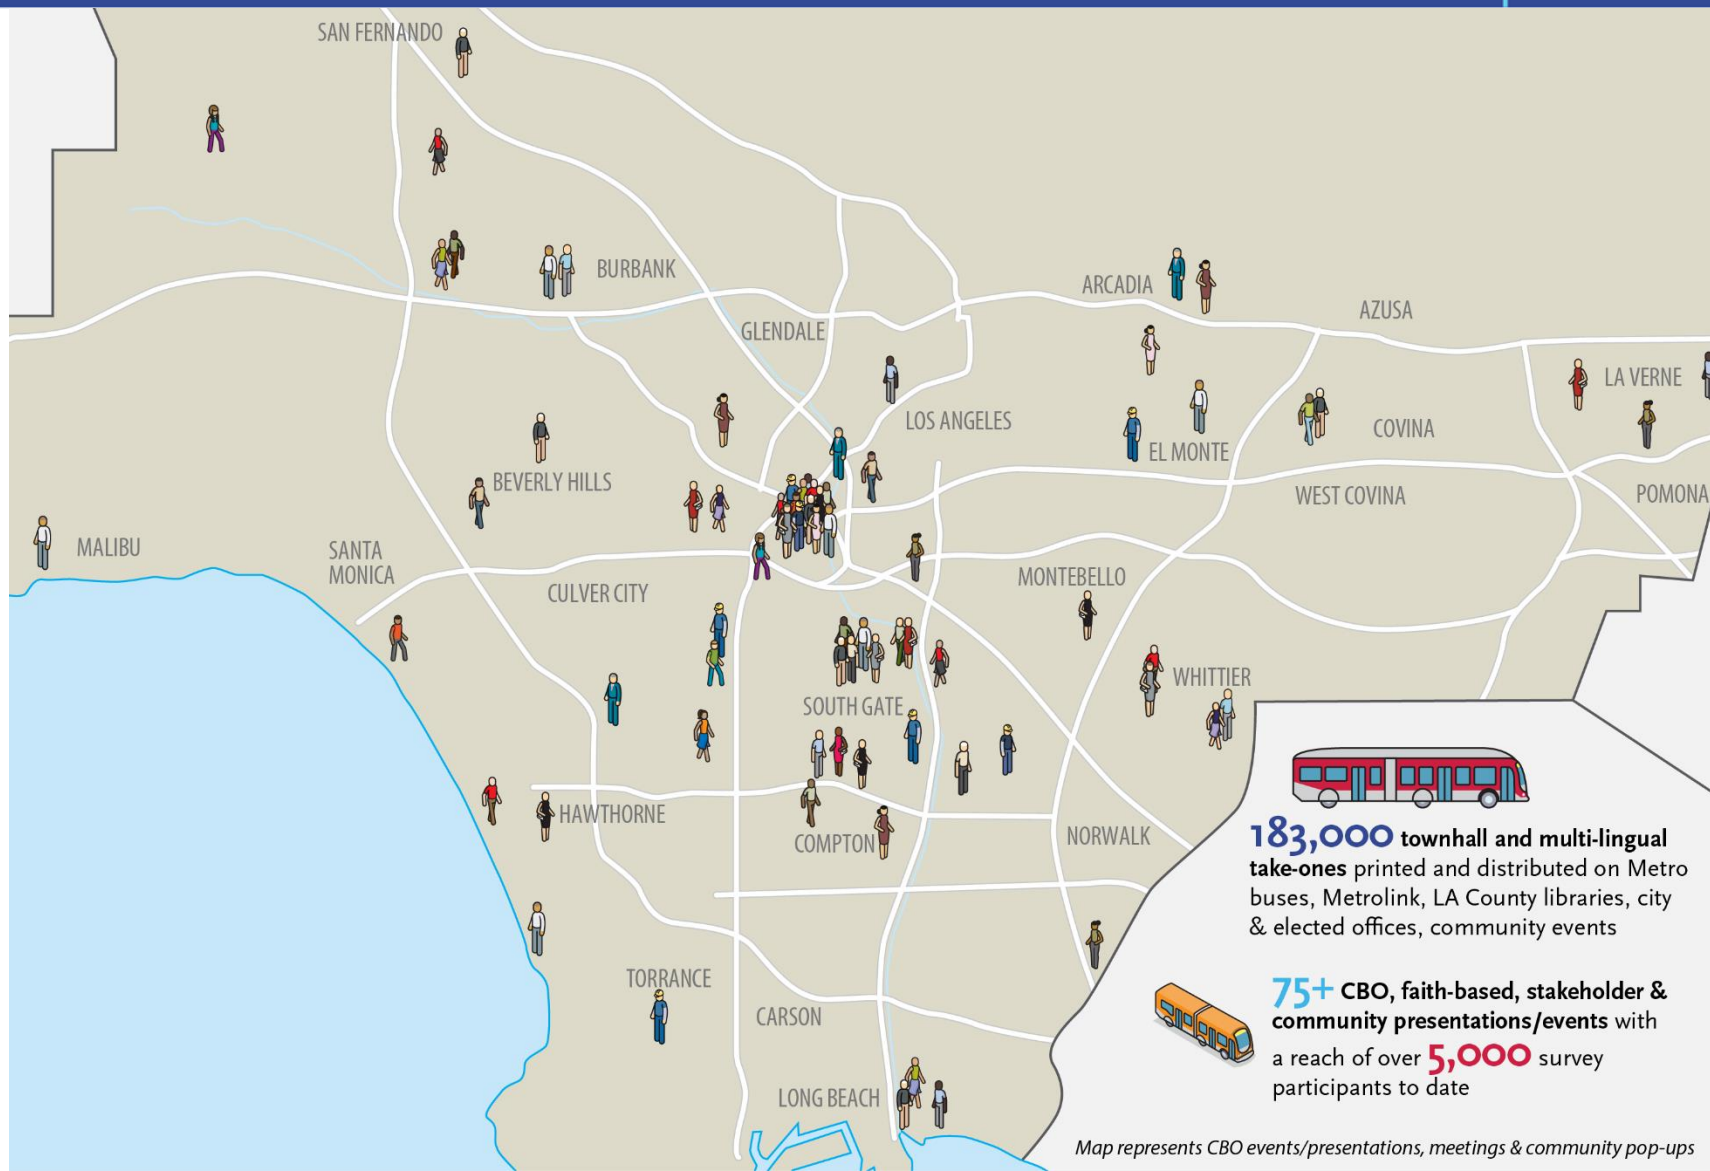 SAN FERNANDO
BURBANK
ARCADIA
AZUSA
GLENDALE
LA VERNE
LOS ANGELES
COVINA
EL MONTE
BEVERLY HILLS
WEST COVINA
POMONA
MALIBU
SANTA
MONICA
CULVER CITY
MONTEBELLO
WHITTIER
SOUTH GATE
HAWTHORNE
COMPTON
NORWALK
TORRANCE
CARSON
LONG BEACH
183,000 townhall and multi-lingual
take-ones printed and distributed on Metro
buses, Metrolink, LA County libraries, city
& elected offices, community events
75+ CBO, faith-based, stakeholder &
community presentations/events with
a reach of over 5,000 survey
participants to date
Map represents CBO events/presentations, meetings & community pop-ups